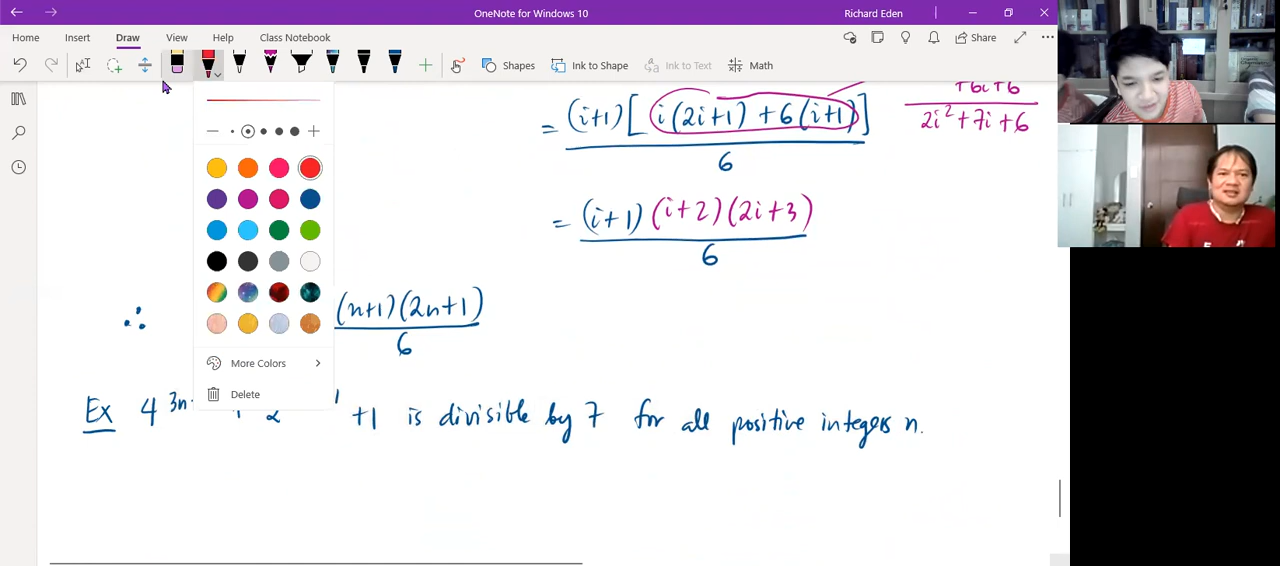 OneNote for Windows 10
Richard Eden
Home Insert Draw View Help Class Notebook
Share
Shapes Ink to Shape Ink to Text Math
+6i+6
2i² + 7i + 6
= (i+1) [ i(2i+1) + 6(i+1) ]
6
= (i+1) (i+2) (2i+3)
6
∴ (n+1)(2n+1)
6
More Colors
Delete
Ex 4^3n 2 +1 is divisible by 7 for all positive integers n.